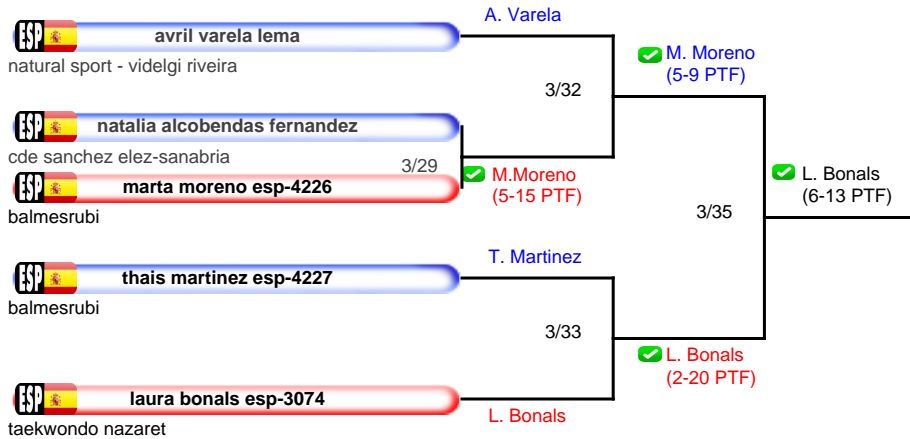 A. Varela
ESP avril varela lema
natural sport - videlgi riveira
M. Moreno
(5-9 PTF)
3/32
ESP natalia alcobendas fernandez
cde sanchez elez-sanabria
3/29
M.Moreno
(5-15 PTF)
ESP marta moreno esp-4226
balmesrubi
L. Bonals
(6-13 PTF)
3/35
T. Martinez
ESP thais martinez esp-4227
balmesrubi
3/33
L. Bonals
(2-20 PTF)
ESP laura bonals esp-3074
L. Bonals
taekwondo nazaret